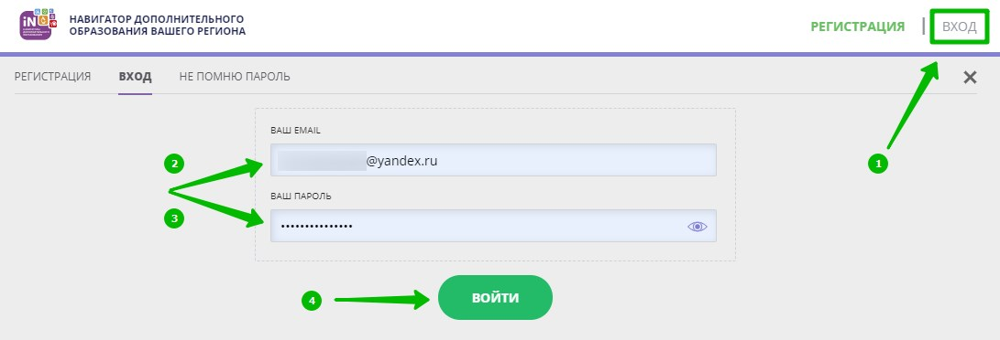 НАВИГАТОР ДОПОЛНИТЕЛЬНОГО
ОБРАЗОВАНИЯ ВАШЕГО РЕГИОНА
РЕГИСТРАЦИЯ | ВХОД
РЕГИСТРАЦИЯ ВХОД НЕ ПОМНЮ ПАРОЛЬ
1
ВАШ EMAIL
2
@yandex.ru
ВАШ ПАРОЛЬ
3
4
ВОЙТИ